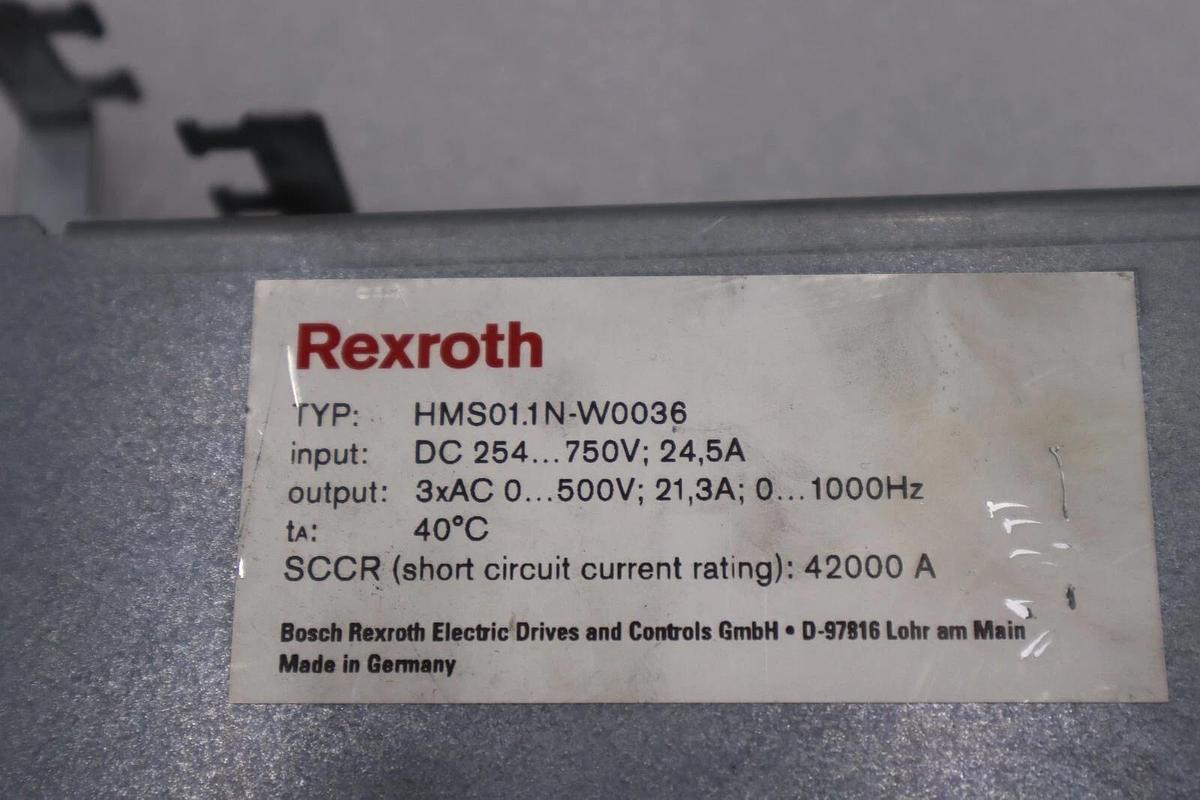 Rexroth
TYP: HMS01.1N-W0036
input: DC 254...750V; 24,5A
output: 3xAC 0...500V; 21,3A; 0...1000Hz
tA: 40°C
SCCR (short circuit current rating): 42000 A
Bosch Rexroth Electric Drives and Controls GmbH • D-97816 Lohr am Main
Made in Germany